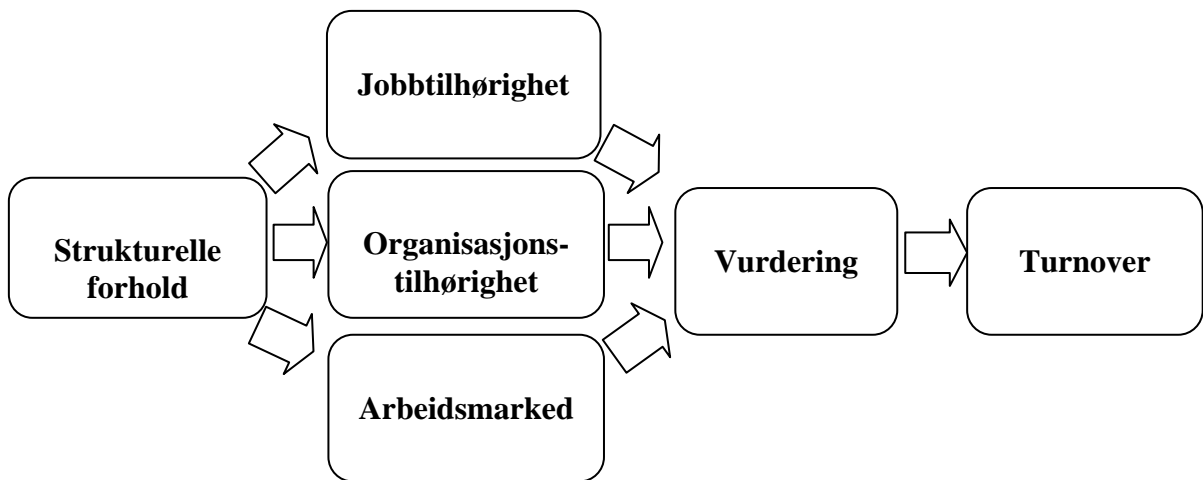 Jobbtilhørighet
Strukturelle
forhold
Organisasjons-
tilhørighet
Vurdering
Turnover
Arbeidsmarked